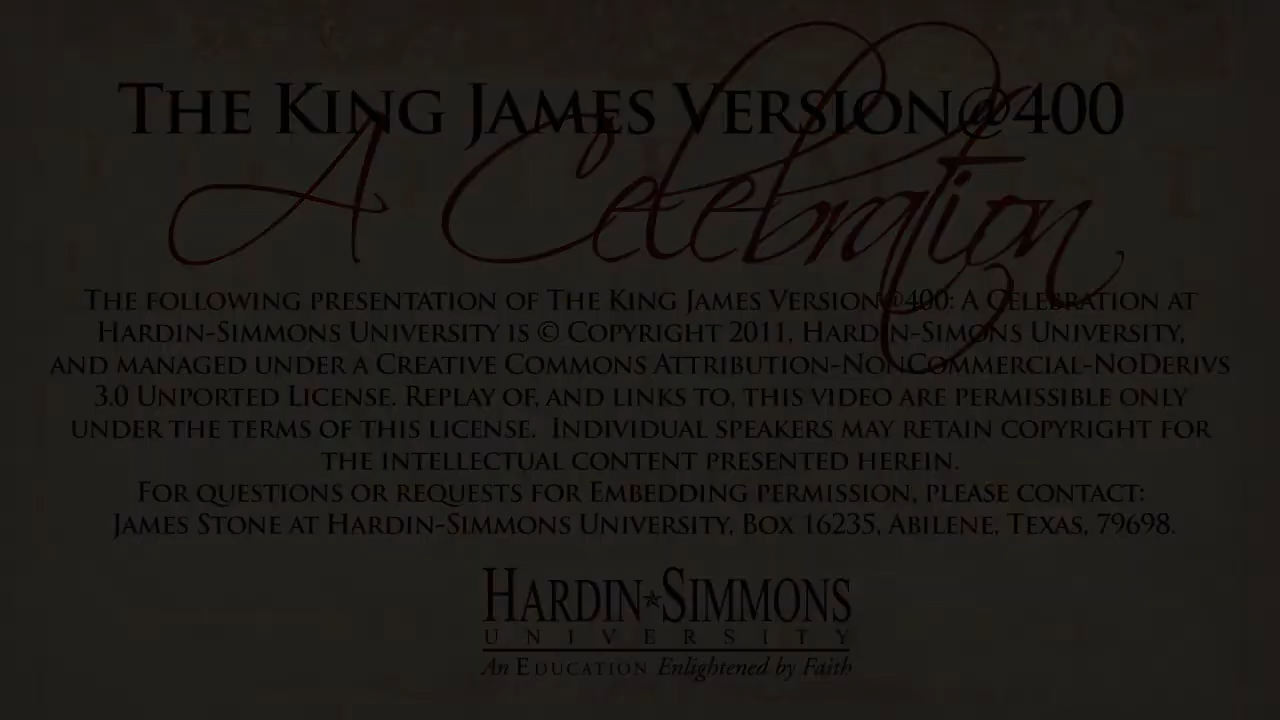 The King James Version@400
A Celebration
The following presentation of The King James Version@400: A Celebration at
Hardin-Simmons University is © Copyright 2011, Hardin-Simons University,
and managed under a Creative Commons Attribution-NonCommercial-NoDerivs
3.0 Unported License. Replay of, and links to, this video are permissible only
under the terms of this license. Individual speakers may retain copyright for
the intellectual content presented herein.
For questions or requests for Embedding permission, please contact:
James Stone at Hardin-Simmons University, Box 16235, Abilene, Texas, 79698.
Hardin★Simmons
UNIVERSITY
An Education Enlightened by Faith